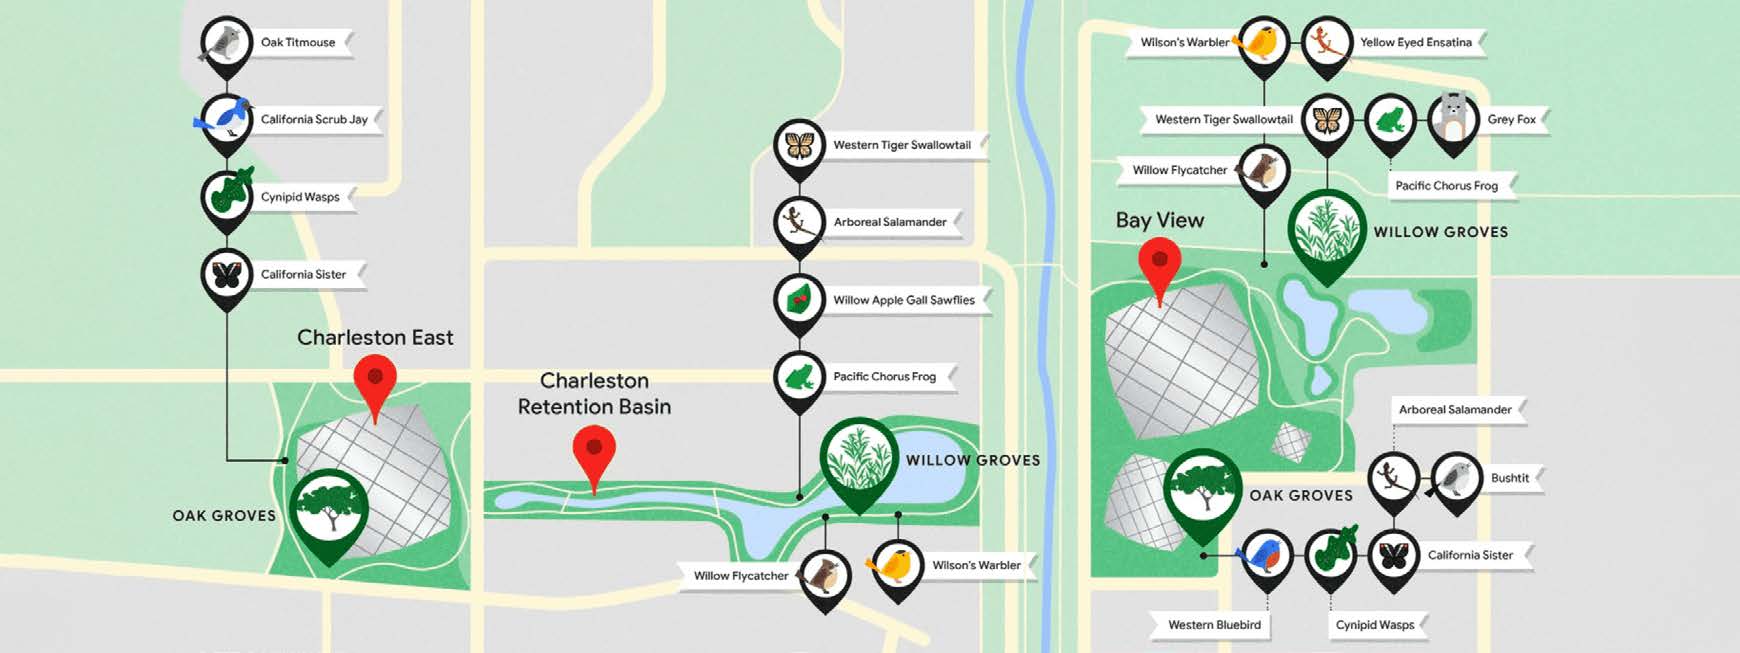 Oak Titmouse
California Scrub Jay
Cynipid Wasps
California Sister
Charleston East
OAK GROVES
Charleston
Retention Basin
Western Tiger Swallowtail
Arboreal Salamander
Willow Apple Gall Sawflies
Pacific Chorus Frog
WILLOW GROVES
Willow Flycatcher
Wilson's Warbler
Wilson's Warbler
Yellow Eyed Ensatina
Western Tiger Swallowtail
Grey Fox
Willow Flycatcher
Pacific Chorus Frog
Bay View
WILLOW GROVES
Arboreal Salamander
Bushtit
OAK GROVES
California Sister
Western Bluebird
Cynipid Wasps